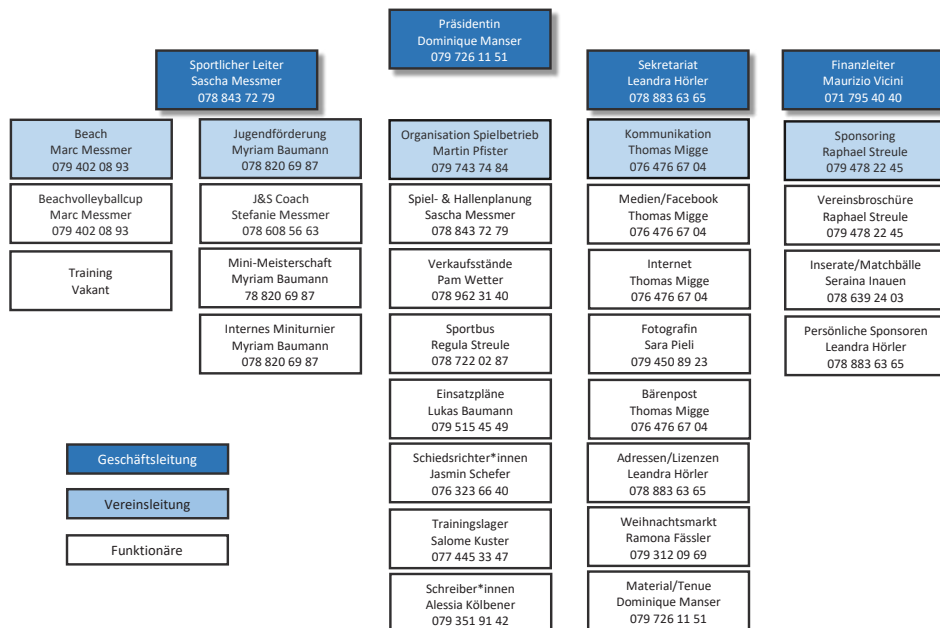 Präsidentin
Dominique Manser
079 726 11 51
Sportlicher Leiter
Sascha Messmer
078 843 72 79
Sekretariat
Leandra Hörler
078 883 63 65
Finanzleiter
Maurizio Vicini
071 795 40 40
Beach
Marc Messmer
079 402 08 93
Beachvolleyballcup
Marc Messmer
079 402 08 93
Training
Vakant
Jugendförderung
Myriam Baumann
078 820 69 87
J&S Coach
Stefanie Messmer
078 608 56 63
Mini-Meisterschaft
Myriam Baumann
78 820 69 87
Internes Miniturnier
Myriam Baumann
078 820 69 87
Organisation Spielbetrieb
Martin Pfister
079 743 74 84
Spiel- & Hallenplanung
Sascha Messmer
078 843 72 79
Verkaufsstände
Pam Wetter
078 962 31 40
Sportbus
Regula Streule
078 722 02 87
Einsatzpläne
Lukas Baumann
079 515 45 49
Schiedsrichter*innen
Jasmin Schefer
076 323 66 40
Trainingslager
Salome Kuster
077 445 33 47
Schreiber*innen
Alessia Kölbener
079 351 91 42
Kommunikation
Thomas Migge
076 476 67 04
Medien/Facebook
Thomas Migge
076 476 67 04
Internet
Thomas Migge
076 476 67 04
Fotografin
Sara Pieli
079 450 89 23
Bärenpost
Thomas Migge
076 476 67 04
Adressen/Lizenzen
Leandra Hörler
078 883 63 65
Weihnachtsmarkt
Ramona Fässler
079 312 09 69
Material/Tenue
Dominique Manser
079 726 11 51
Sponsoring
Raphael Streule
079 478 22 45
Vereinsbroschüre
Raphael Streule
079 478 22 45
Inserate/Matchbälle
Seraina Inauen
078 639 24 03
Persönliche Sponsoren
Leandra Hörler
078 883 63 65
Geschäftsleitung
Vereinsleitung
Funktionäre